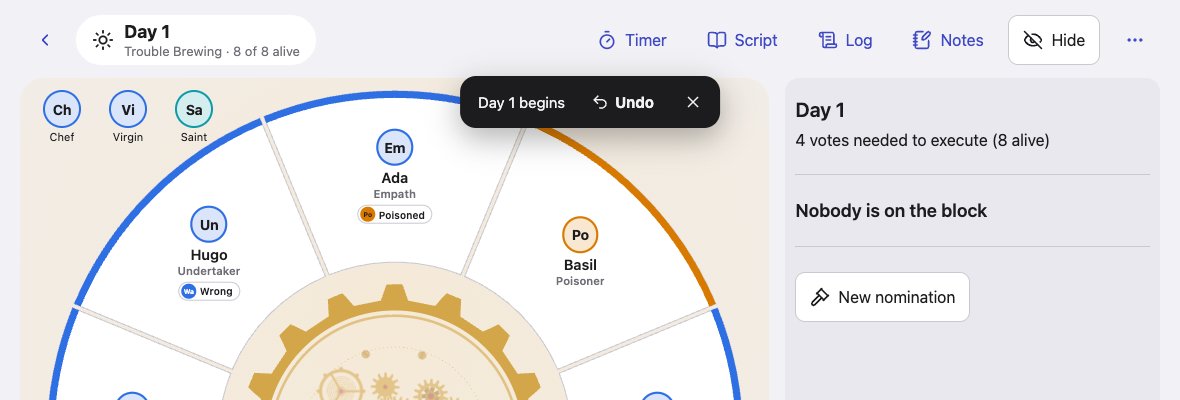 Day 1
Trouble Brewing · 8 of 8 alive
Timer
Script
Log
Notes
Hide
Day 1 begins
Undo
Ch
Chef
Vi
Virgin
Sa
Saint
Em
Ada
Empath
Po Poisoned
Un
Hugo
Undertaker
Wa Wrong
Po
Basil
Poisoner
Day 1
4 votes needed to execute (8 alive)
Nobody is on the block
New nomination